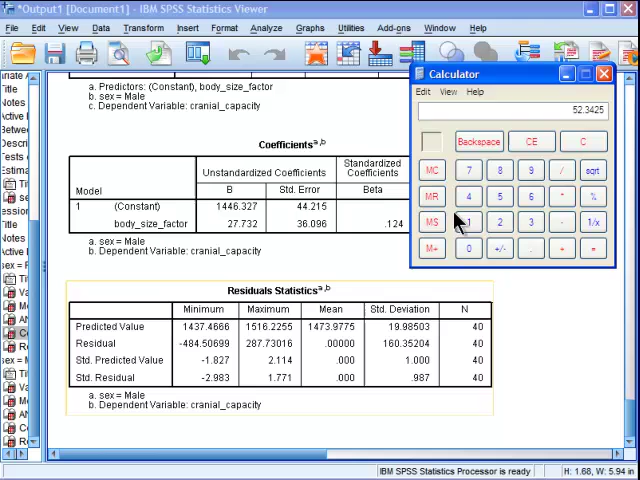 *Output1 [Document1] - IBM SPSS Statistics Viewer
File Edit View Data Transform Insert Format Analyze Graphs Utilities Add-ons Window Help
a. Predictors: (Constant), body_size_factor
b. sex = Male
c. Dependent Variable: cranial_capacity
Calculator
Edit View Help
52.3425
Backspace CE C
MC 7 8 9 / sqrt
MR 4 5 6 * %
MS 1 2 3 - 1/x
M+ 0 +/- . + =
Coefficients a,b
Unstandardized Coefficients Standardized Coefficients
Model B Std. Error Beta
1 (Constant) 1446.327 44.215
body_size_factor 27.732 36.096 .124
a. sex = Male
b. Dependent Variable: cranial_capacity
Residuals Statistics a,b
Minimum Maximum Mean Std. Deviation N
Predicted Value 1437.4666 1516.2255 1473.9775 19.98503 40
Residual -484.50699 287.73016 .00000 160.35204 40
Std. Predicted Value -1.827 2.114 .000 1.000 40
Std. Residual -2.983 1.771 .000 .987 40
a. sex = Male
b. Dependent Variable: cranial_capacity
IBM SPSS Statistics Processor is ready H: 1.68, W: 5.94 in